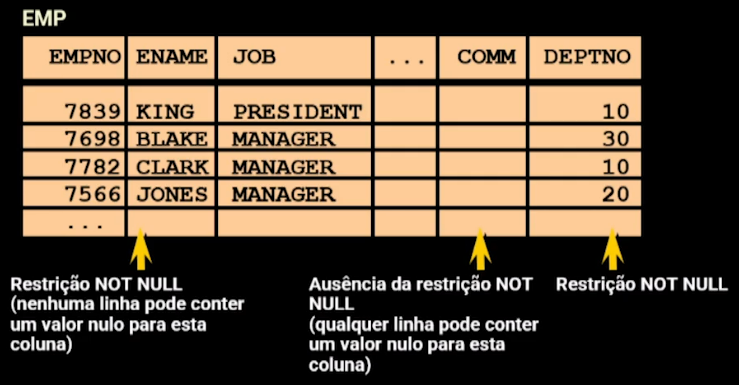 EMP
EMPNO ENAME JOB ... COMM DEPTNO
7839 KING PRESIDENT 10
7698 BLAKE MANAGER 30
7782 CLARK MANAGER 10
7566 JONES MANAGER 20
...
Restrição NOT NULL
(nenhuma linha pode conter
um valor nulo para esta
coluna)
Ausência da restrição NOT
NULL
(qualquer linha pode conter
um valor nulo para esta
coluna)
Restrição NOT NULL